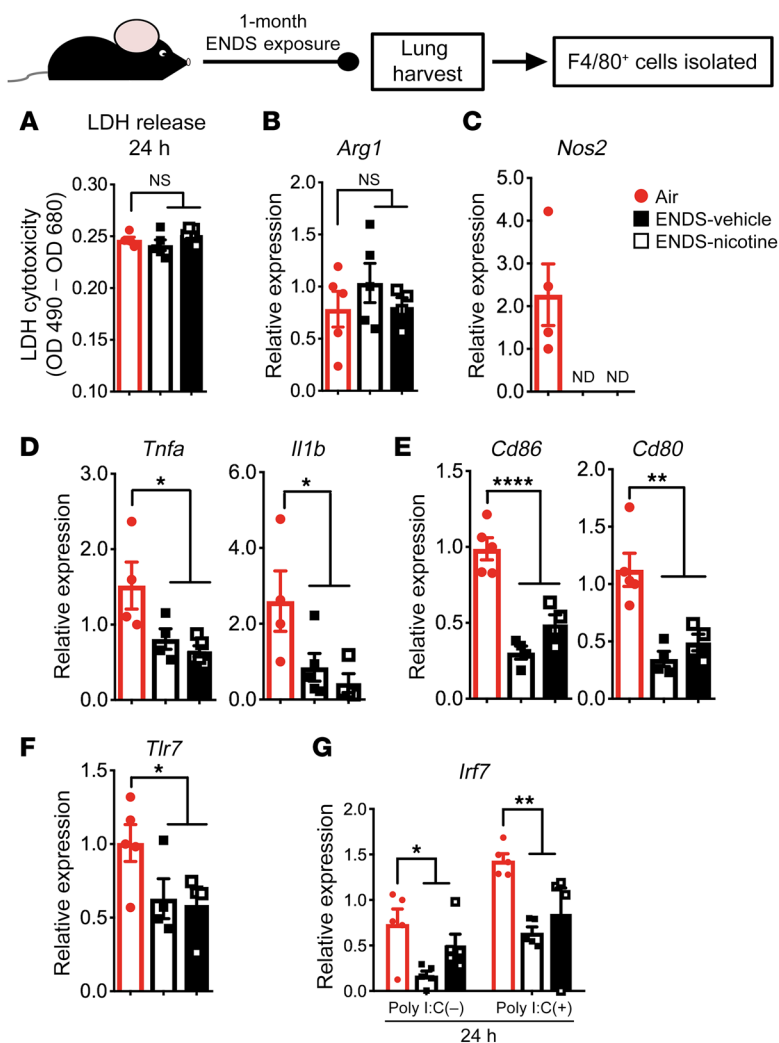 1-month
ENDS exposure
Lung
harvest
F4/80+ cells isolated
A
LDH release
24 h
NS
LDH cytotoxicity
(OD 490 – OD 680)
0.30
0.25
0.20
0.15
0.10
B
Arg1
NS
Relative expression
2.0
1.5
1.0
0.5
0.0
C
Nos2
Relative expression
5.0
4.0
3.0
2.0
1.0
0.0
ND ND
Air
ENDS-vehicle
ENDS-nicotine
D
Tnfa
*
Relative expression
3.0
2.0
1.0
0.0
Il1b
*
6.0
4.0
2.0
0.0
E
Cd86
****
Relative expression
1.5
1.0
0.5
0.0
Cd80
**
2.0
1.5
1.0
0.5
0.0
F
Tlr7
*
Relative expression
1.5
1.0
0.5
0.0
G
Irf7
*
**
Relative expression
2.0
1.5
1.0
0.5
0.0
Poly I:C(–) Poly I:C(+)
24 h